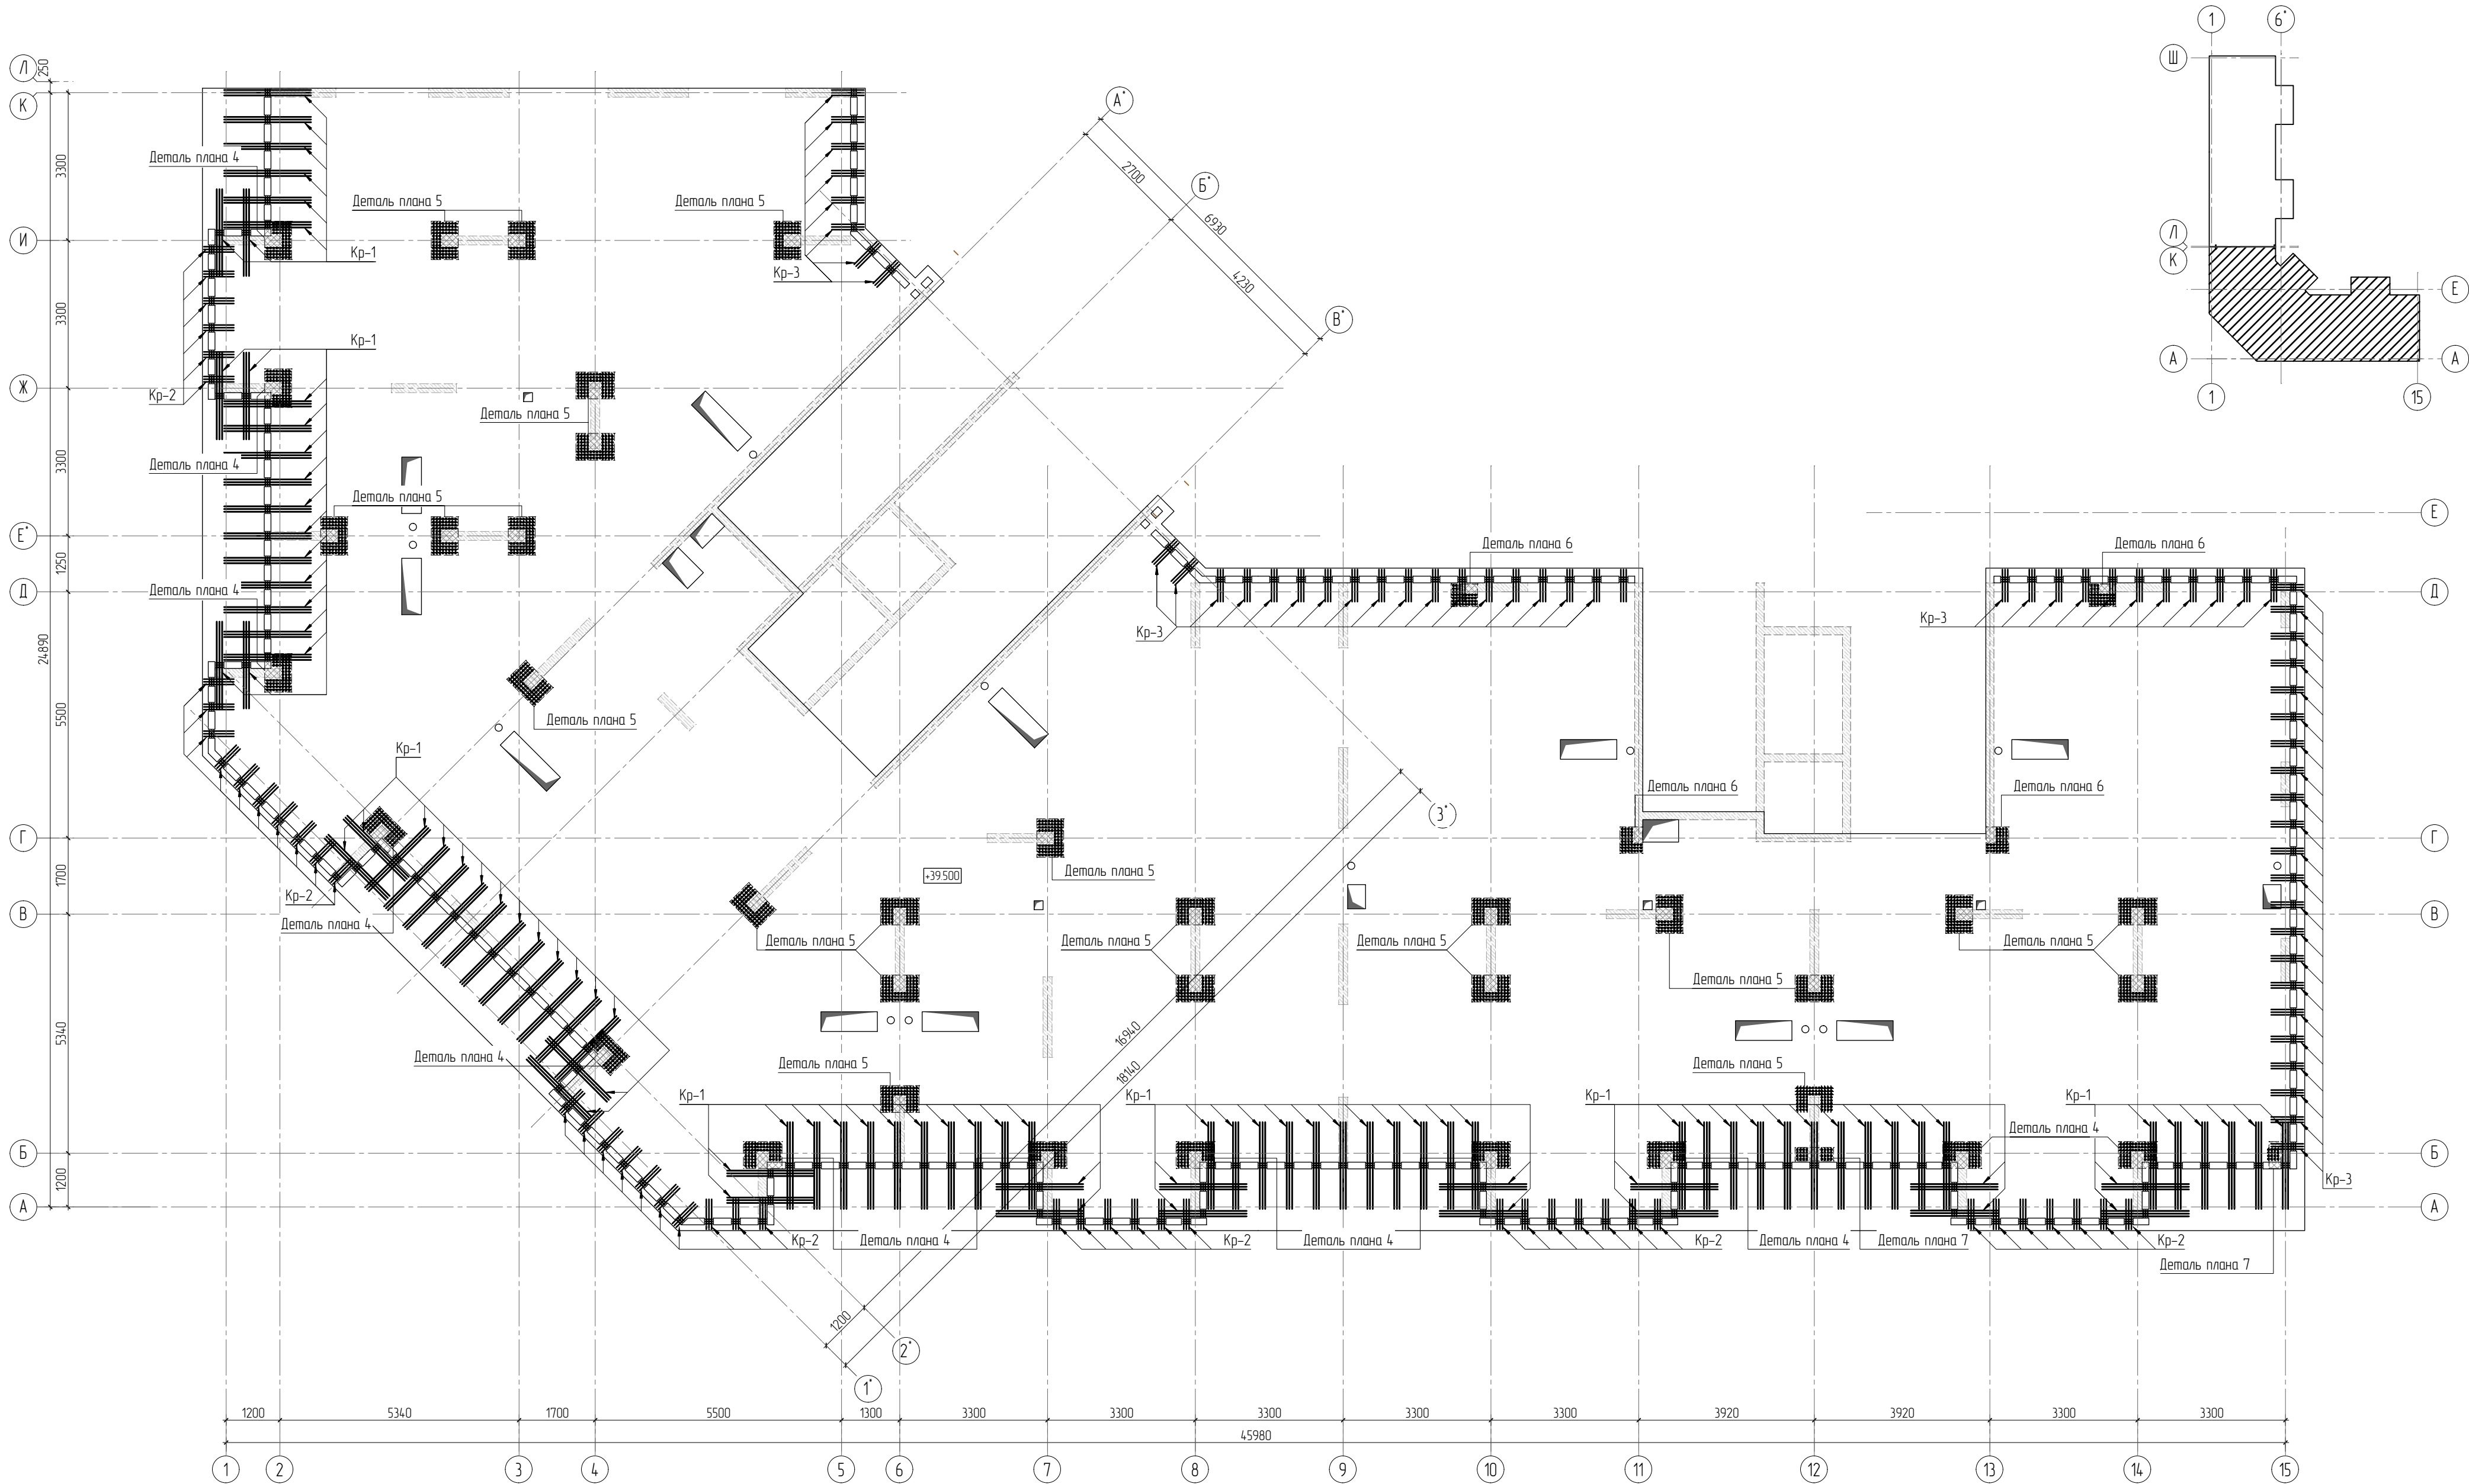 1
6*
Ш
Л
К
Е
А
А
1
15
Л
250
К
А*
3300
2700
Деталь плана 4
Б*
6930
Деталь плана 5
Деталь плана 5
И
4230
Кр-1
Кр-3
3300
В*
Кр-1
Ж
Кр-2
Деталь плана 5
Деталь плана 4
3300
Деталь плана 5
Е
Е
Е*
Деталь плана 6
Деталь плана 6
1250
Д
Деталь плана 4
Д
Кр-3
Кр-3
24890
5500
Деталь плана 5
Кр-1
Деталь плана 6
Деталь плана 6
3*
Г
Г
1700
+39.500
Деталь плана 5
Кр-2
В
Деталь плана 4
В
Деталь плана 5
Деталь плана 5
Деталь плана 5
Деталь плана 5
Деталь плана 5
5340
16940
Деталь плана 4
Деталь плана 5
18140
Деталь плана 5
Кр-1
Кр-1
Кр-1
Кр-1
Деталь плана 4
Б
Б
1200
Кр-3
А
А
Кр-2
Деталь плана 4
Кр-2
Деталь плана 4
Кр-2
Деталь плана 4
Деталь плана 7
Кр-2
Деталь плана 7
1200
2*
1*
1200
5340
1700
5500
1300
3300
3300
3300
3300
3300
3920
3920
3300
3300
45980
1
2
3
4
5
6
7
8
9
10
11
12
13
14
15